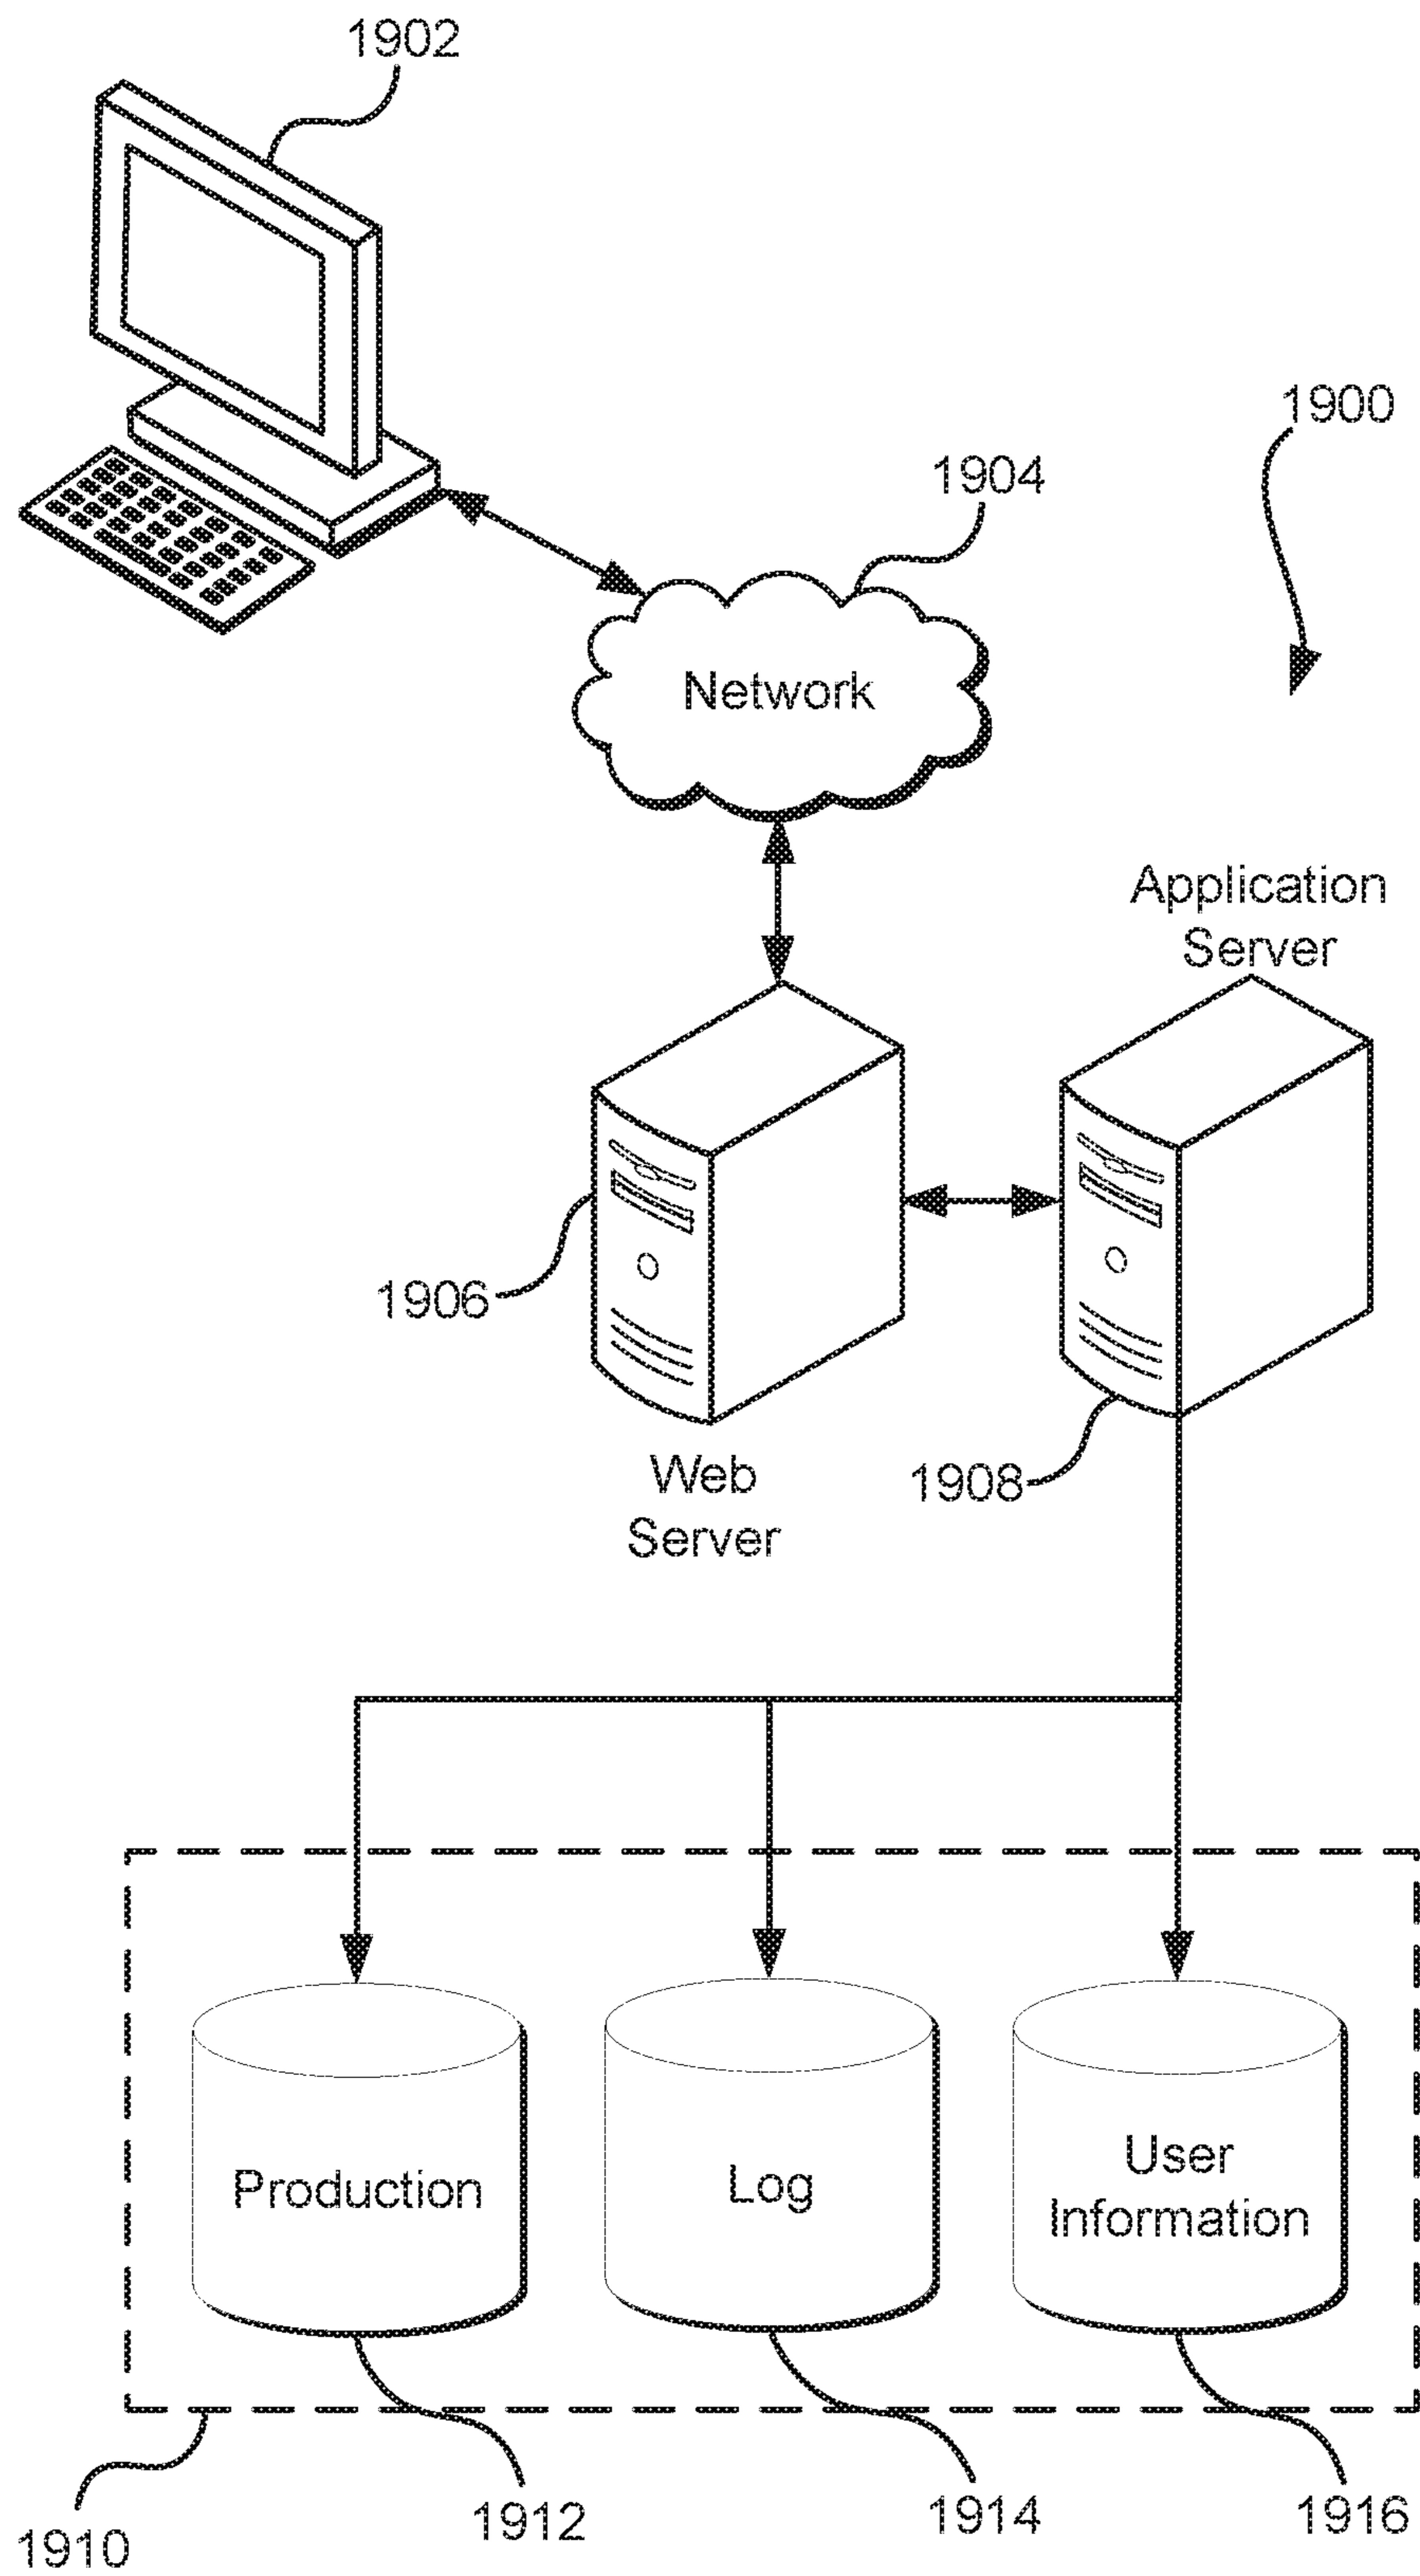 1902
1900
1904
Network
Application
Server
1906
Web
Server
1908
Production
Log
User
Information
1910
1912
1914
1916